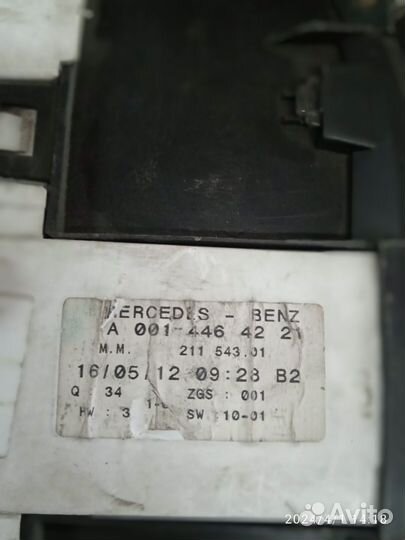 MERCEDES - BENZ
A 001 446 42 21
M.M. 211 543.01
16/05/12 09:28 B2
Q 34 ZGS : 001
HW : 3 SW : 10-01
Avito